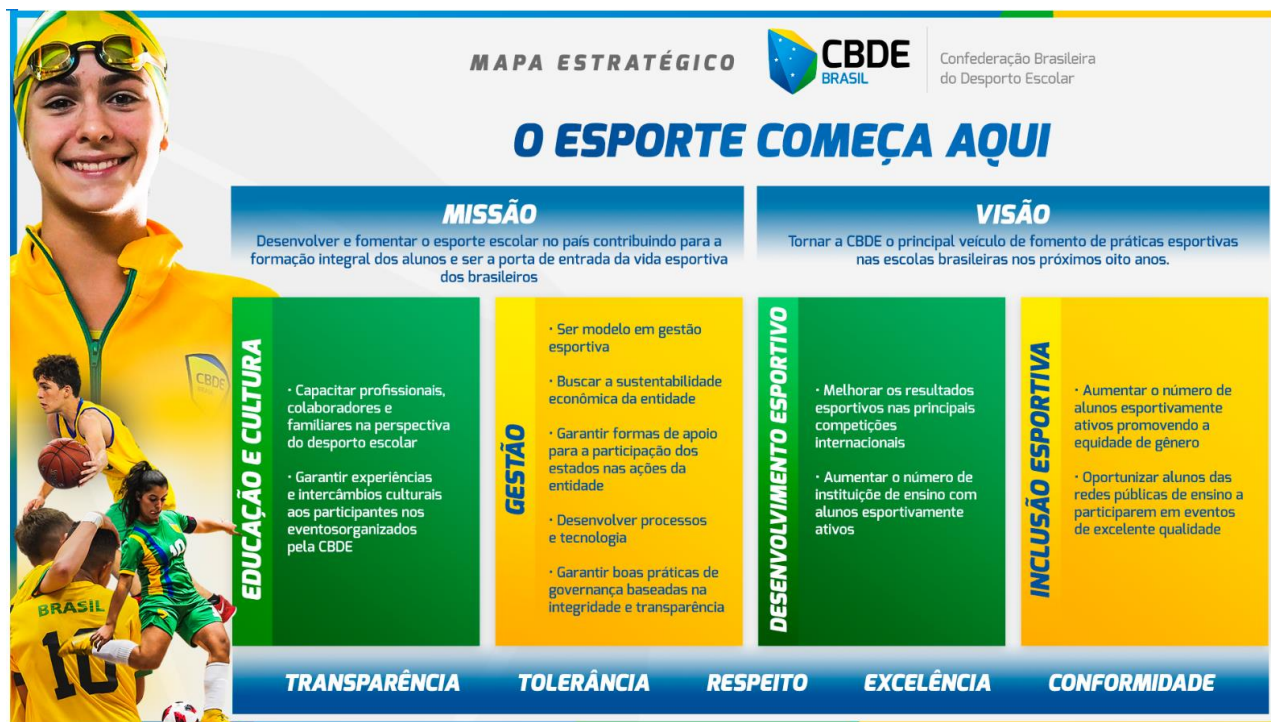 MAPA ESTRATÉGICO
CBDE
BRASIL
Confederação Brasileira
do Desporto Escolar
O ESPORTE COMEÇA AQUI
MISSÃO
Desenvolver e fomentar o esporte escolar no país contribuindo para a
formação integral dos alunos e ser a porta de entrada da vida esportiva
dos brasileiros
VISÃO
Tornar a CBDE o principal veículo de fomento de práticas esportivas
nas escolas brasileiras nos próximos oito anos.
EDUCAÇÃO E CULTURA
• Capacitar profissionais,
colaboradores e
familiares na perspectiva
do desporto escolar
• Garantir experiências
e intercâmbios culturais
aos participantes nos
eventosorganizados
pela CBDE
GESTÃO
• Ser modelo em gestão
esportiva
• Buscar a sustentabilidade
econômica da entidade
• Garantir formas de apoio
para a participação dos
estados nas ações da
entidade
• Desenvolver processos
e tecnologia
• Garantir boas práticas de
governança baseadas na
integridade e transparência
DESENVOLVIMENTO ESPORTIVO
• Melhorar os resultados
esportivos nas principais
competições
internacionais
• Aumentar o número de
instituiçõe de ensino com
alunos esportivamente
ativos
INCLUSÃO ESPORTIVA
• Aumentar o número de
alunos esportivamente
ativos promovendo a
equidade de gênero
• Oportunizar alunos das
redes públicas de ensino a
participarem em eventos
de excelente qualidade
TRANSPARÊNCIA
TOLERÂNCIA
RESPEITO
EXCELÊNCIA
CONFORMIDADE
CBDE
10
BRASIL
10